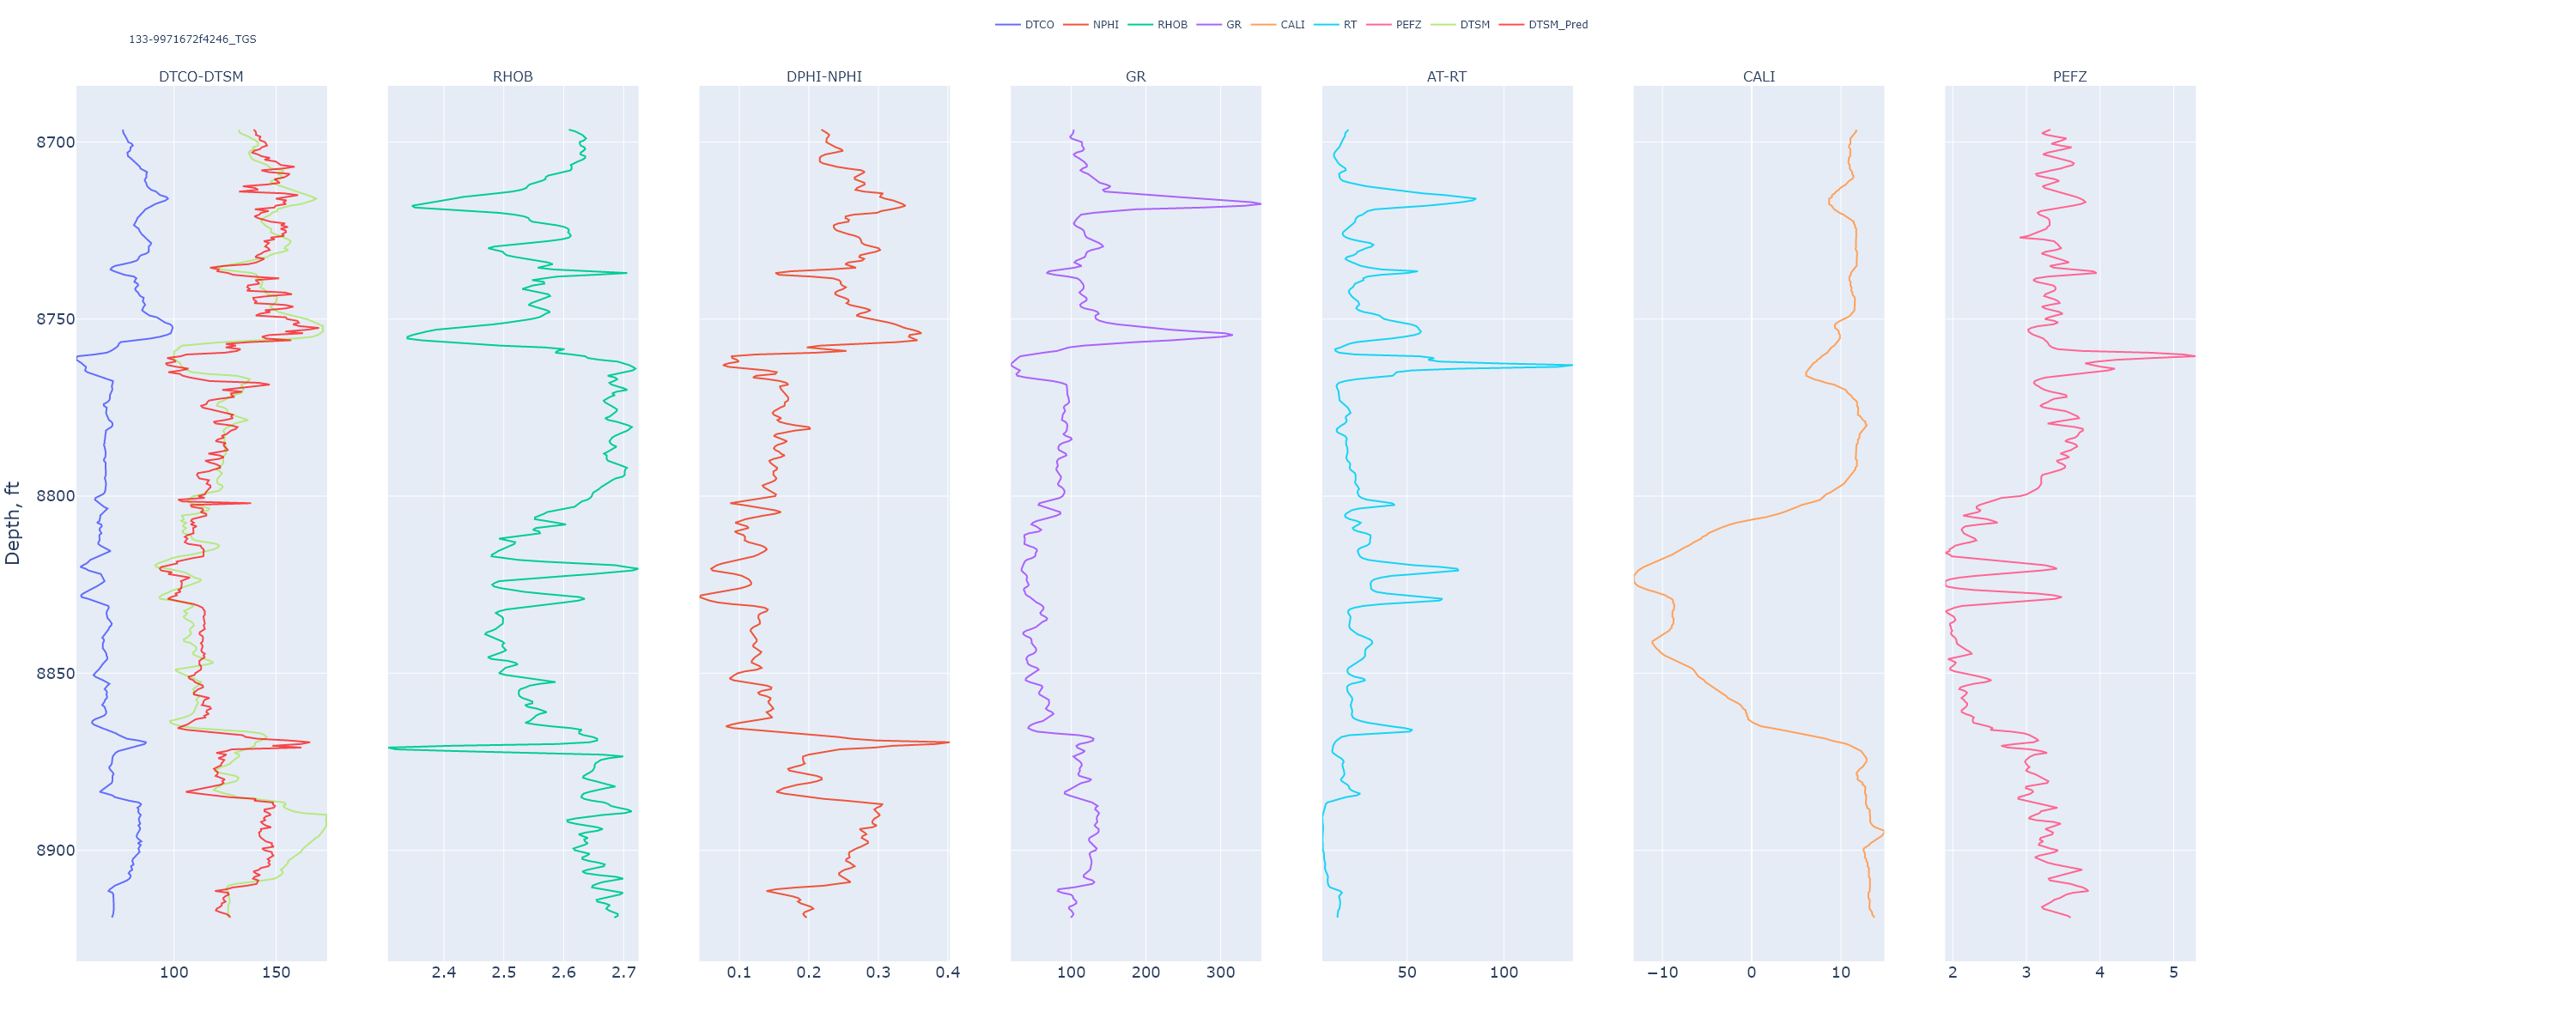 DTCO NPHI RHOB GR CALI RT PEFZ DTSM DTSM_Pred
133-9971672f4246_TGS
DTCO-DTSM RHOB DPHI-NPHI GR AT-RT CALI PEFZ
Depth, ft
8700
8750
8800
8850
8900
100 150 2.4 2.5 2.6 2.7 0.1 0.2 0.3 0.4 100 200 300 50 100 −10 0 10 2 3 4 5